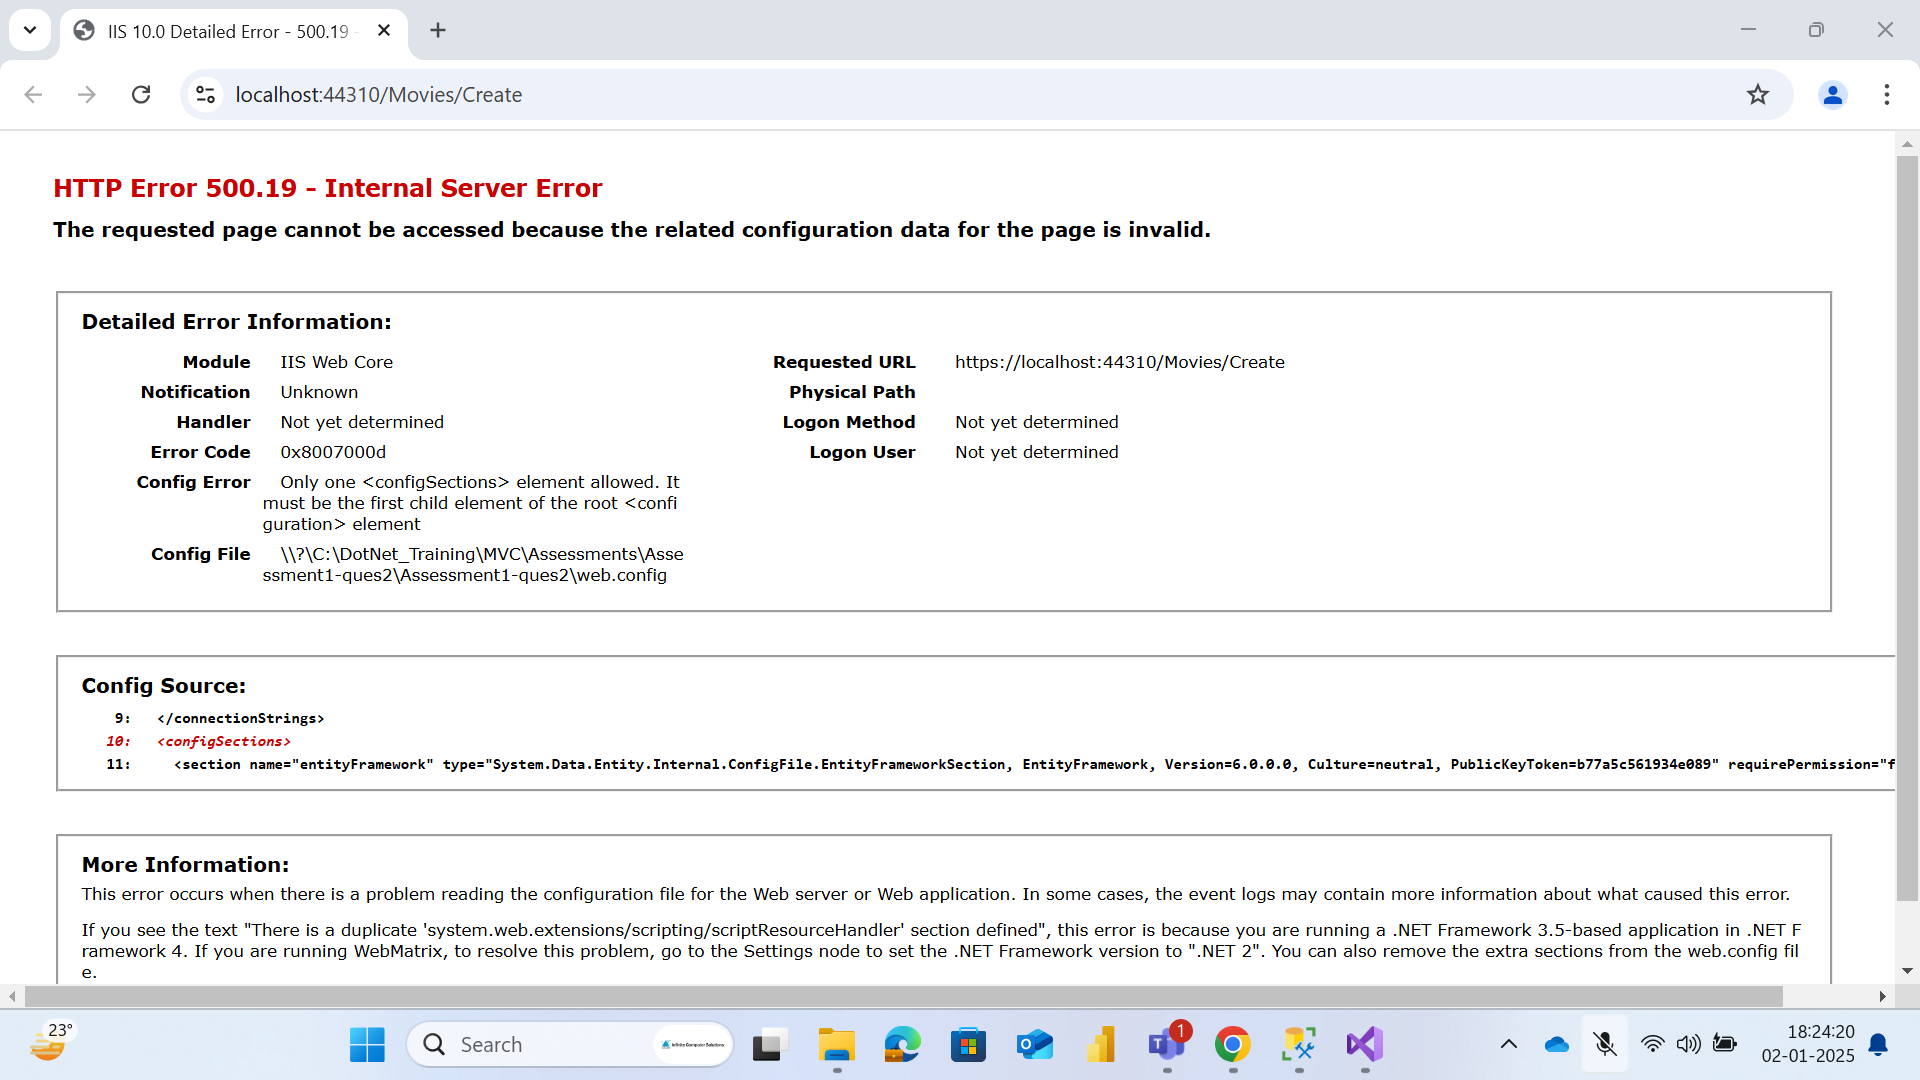 IIS 10.0 Detailed Error - 500.19 -
localhost:44310/Movies/Create
HTTP Error 500.19 - Internal Server Error
The requested page cannot be accessed because the related configuration data for the page is invalid.
Detailed Error Information:
Module IIS Web Core
Notification Unknown
Handler Not yet determined
Error Code 0x8007000d
Config Error Only one <configSections> element allowed. It
must be the first child element of the root <confi
guration> element
Config File \\?\C:\DotNet_Training\MVC\Assessments\Asse
ssment1-ques2\Assessment1-ques2\web.config
Requested URL https://localhost:44310/Movies/Create
Physical Path
Logon Method Not yet determined
Logon User Not yet determined
Config Source:
9: </connectionStrings>
10: <configSections>
11: <section name="entityFramework" type="System.Data.Entity.Internal.ConfigFile.EntityFrameworkSection, EntityFramework, Version=6.0.0.0, Culture=neutral, PublicKeyToken=b77a5c561934e089" requirePermission="f
More Information:
This error occurs when there is a problem reading the configuration file for the Web server or Web application. In some cases, the event logs may contain more information about what caused this error.
If you see the text "There is a duplicate 'system.web.extensions/scripting/scriptResourceHandler' section defined", this error is because you are running a .NET Framework 3.5-based application in .NET F
ramework 4. If you are running WebMatrix, to resolve this problem, go to the Settings node to set the .NET Framework version to ".NET 2". You can also remove the extra sections from the web.config fil
e.
23°
Search
Infinite Computer Solutions
1
18:24:20
02-01-2025